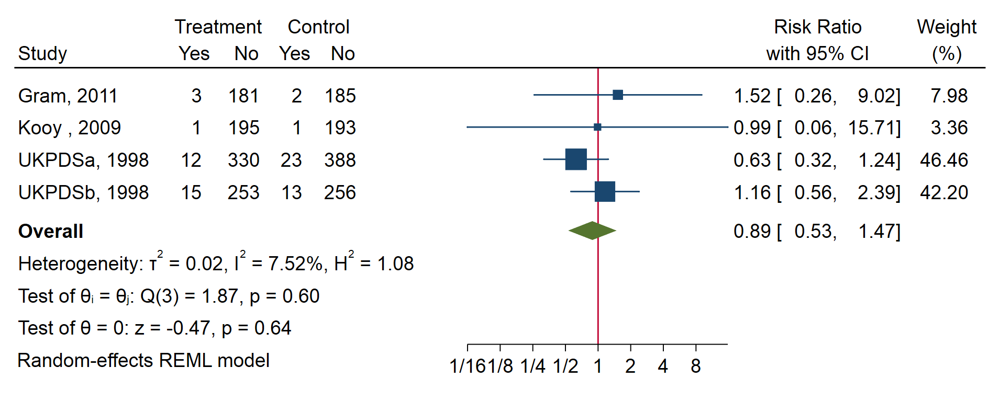 Treatment Control Risk Ratio Weight
Study Yes No Yes No with 95% CI (%)
Gram, 2011 3 181 2 185 1.52 [ 0.26, 9.02] 7.98
Kooy , 2009 1 195 1 193 0.99 [ 0.06, 15.71] 3.36
UKPDSa, 1998 12 330 23 388 0.63 [ 0.32, 1.24] 46.46
UKPDSb, 1998 15 253 13 256 1.16 [ 0.56, 2.39] 42.20
Overall 0.89 [ 0.53, 1.47]
Heterogeneity: τ² = 0.02, I² = 7.52%, H² = 1.08
Test of θᵢ = θⱼ: Q(3) = 1.87, p = 0.60
Test of θ = 0: z = -0.47, p = 0.64
1/16 1/8 1/4 1/2 1 2 4 8
Random-effects REML model